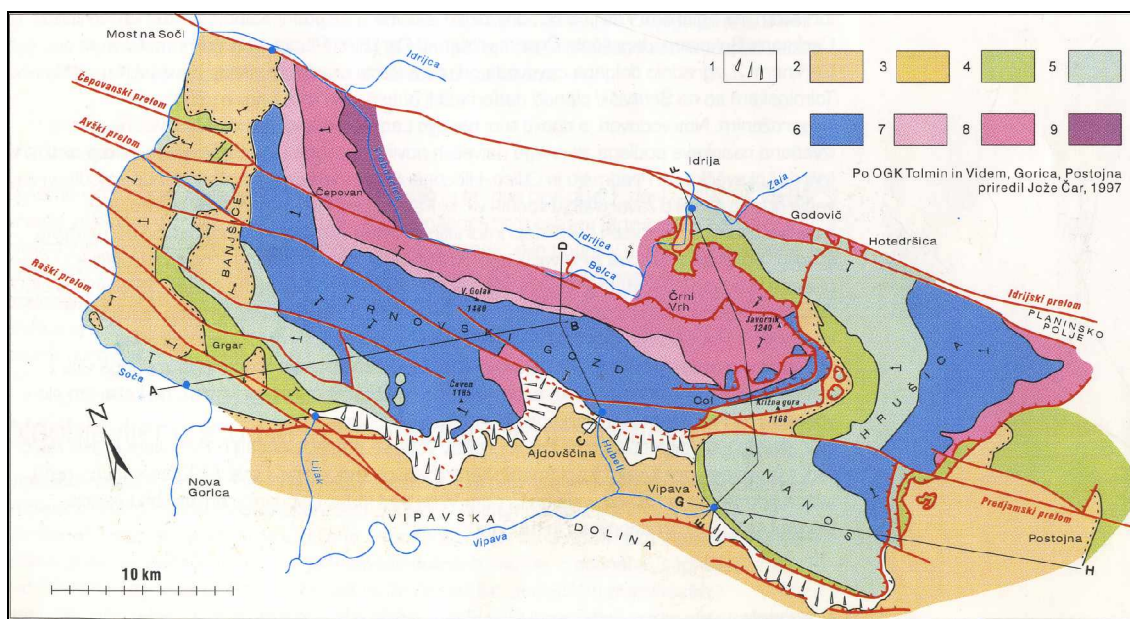 Most na Soči
Idrijca
Čepovanski prelom
Avški prelom
Raški prelom
Trebuščica
Čepovan
BANJŠICE
Grgar
Soča
A
N
Nova
Gorica
Lijak
10 km
TRNOVSKI GOZD
V. Golak
1480
Čaven
1185
B
D
Idrijca
Belca
F
Idrija
Zala
Godovič
Hotedršica
Črni
Vrh
Javornik
1240
Col
Križna gora
1168
HRUŠICA
Idrijski prelom
PLANINSKO
POLJE
C
Ajdovščina
Hubelj
Vipava
G
E
NANOS
VIPAVSKA DOLINA
Vipava
Predjamski prelom
Postojna
H
1 2 3 4 5
6 7 8 9
Po OGK Tolmin in Videm, Gorica, Postojna
priredil Jože Čar, 1997